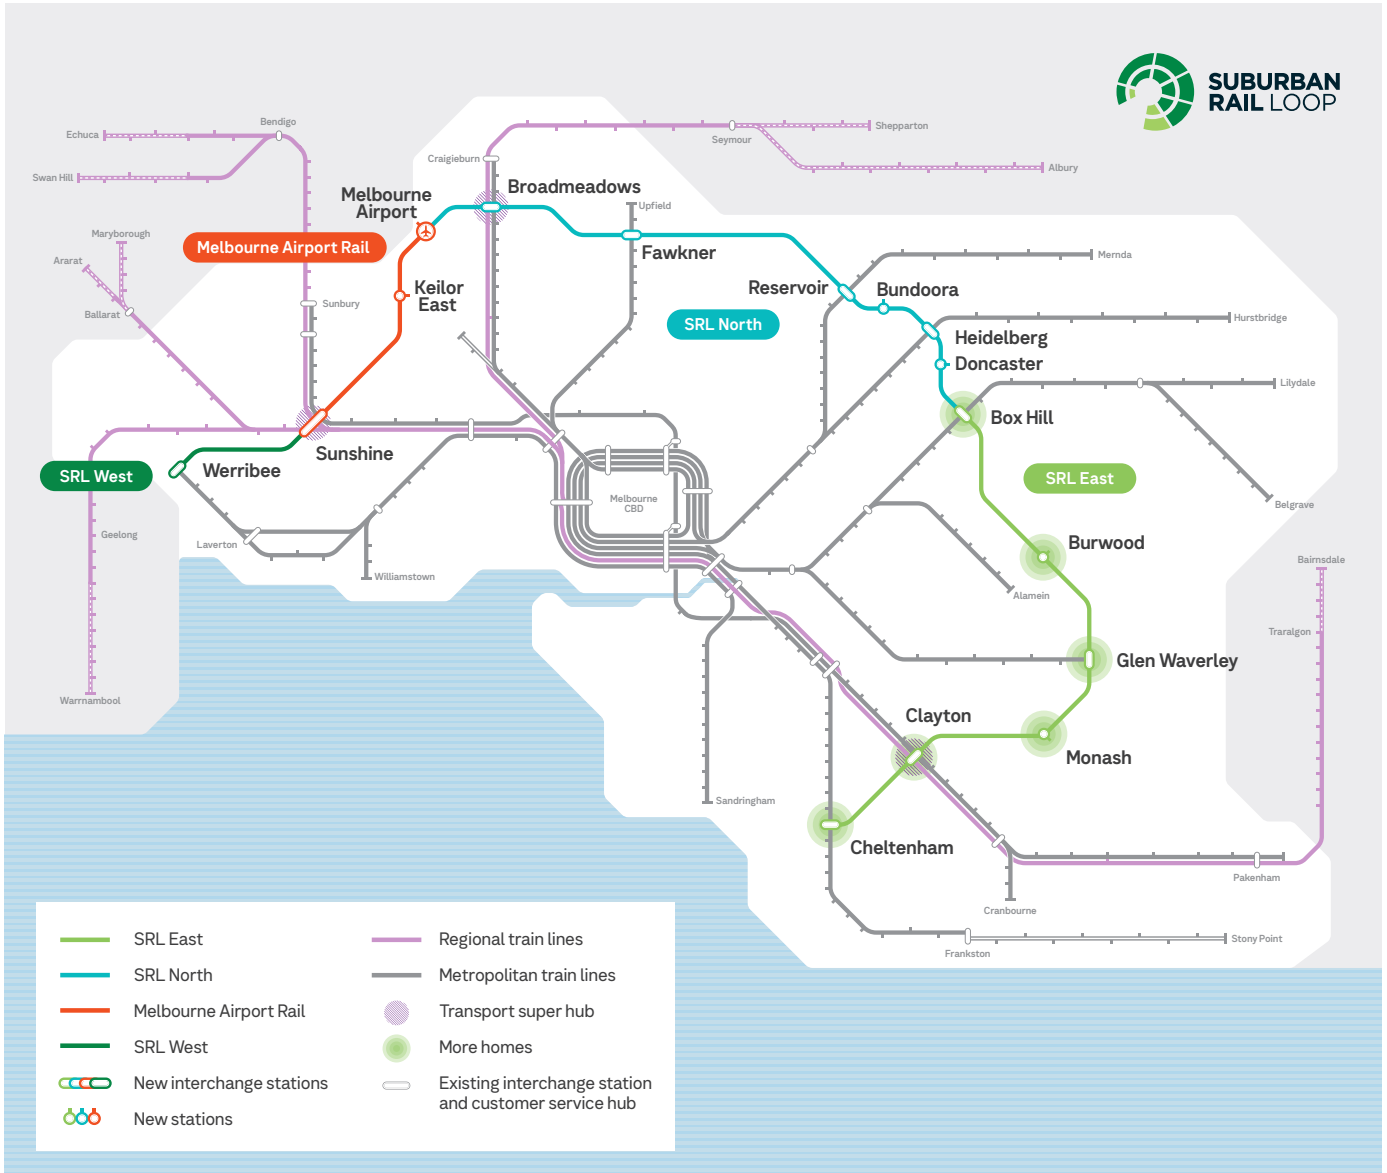 SUBURBAN
RAIL LOOP
Echuca
Bendigo
Swan Hill
Craigieburn
Seymour
Shepparton
Albury
Melbourne
Airport
Broadmeadows
Upfield
Maryborough
Melbourne Airport Rail
Fawkner
Mernda
Ararat
Ballarat
Sunbury
Keilor
East
Reservoir
Bundoora
SRL North
Hurstbridge
Heidelberg
Doncaster
Lilydale
Box Hill
Sunshine
SRL West
Werribee
SRL East
Melbourne
CBD
Belgrave
Geelong
Laverton
Burwood
Williamstown
Alamein
Bairnsdale
Traralgon
Glen Waverley
Warrnambool
Clayton
Monash
Sandringham
Cheltenham
Pakenham
Cranbourne
Stony Point
Frankston
SRL East
SRL North
Melbourne Airport Rail
SRL West
New interchange stations
New stations
Regional train lines
Metropolitan train lines
Transport super hub
More homes
Existing interchange station
and customer service hub